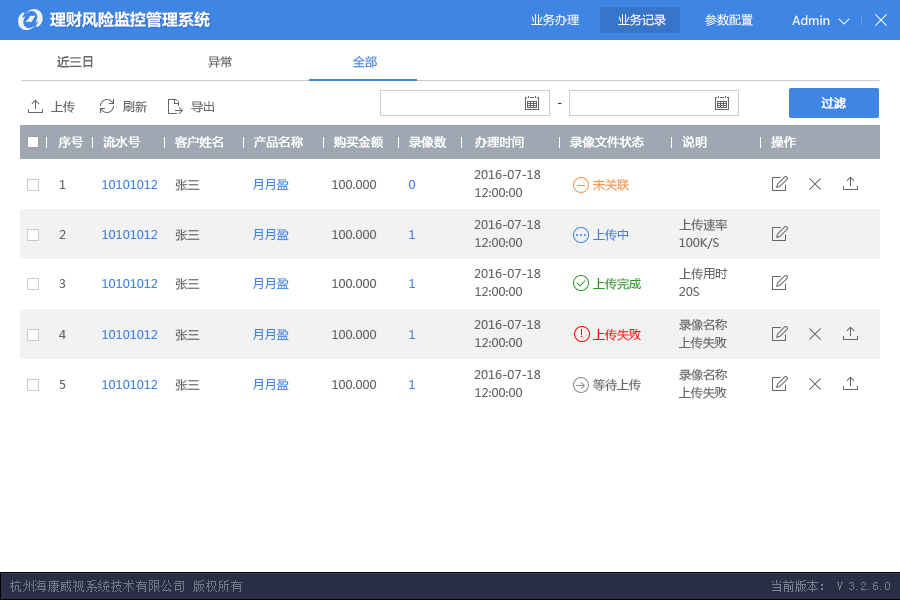 理财风险监控管理系统 业务办理 业务记录 参数配置 Admin
近三日 异常 全部
上传 刷新 导出 - 过滤
序号 流水号 客户姓名 产品名称 购买金额 录像数 办理时间 录像文件状态 说明 操作
1 10101012 张三 月月盈 100.000 0 2016-07-18 12:00:00 未关联
2 10101012 张三 月月盈 100.000 1 2016-07-18 12:00:00 上传中 上传速率 100K/S
3 10101012 张三 月月盈 100.000 1 2016-07-18 12:00:00 上传完成 上传用时 20S
4 10101012 张三 月月盈 100.000 1 2016-07-18 12:00:00 上传失败 录像名称 上传失败
5 10101012 张三 月月盈 100.000 1 2016-07-18 12:00:00 等待上传 录像名称 上传失败
杭州海康威视系统技术有限公司 版权所有 当前版本： V 3.2.6.0